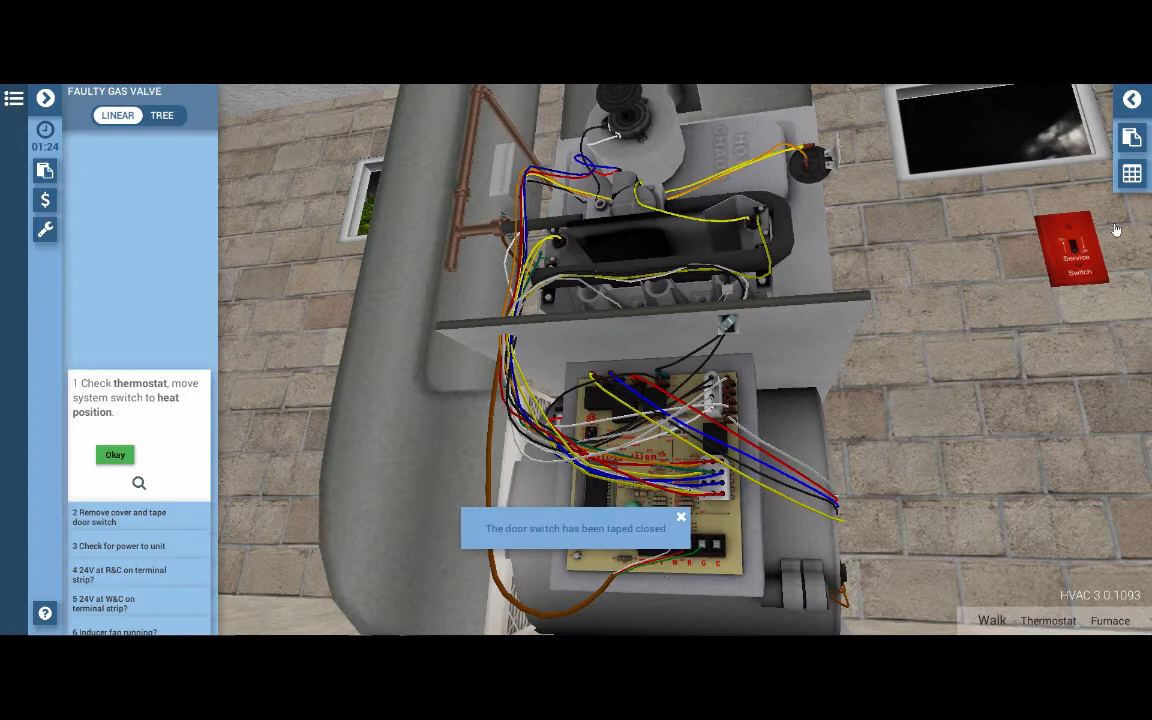 FAULTY GAS VALVE
LINEAR TREE
01:24
$
1 Check thermostat, move
system switch to heat
position.
Okay
2 Remove cover and tape
door switch
3 Check for power to unit
4 24V at R&C on terminal
strip?
5 24V at W&C on
terminal strip?
6 Inducer fan running?
?
The door switch has been taped closed
W R G C
Service
Switch
HVAC 3.0.1093
Walk Thermostat Furnace